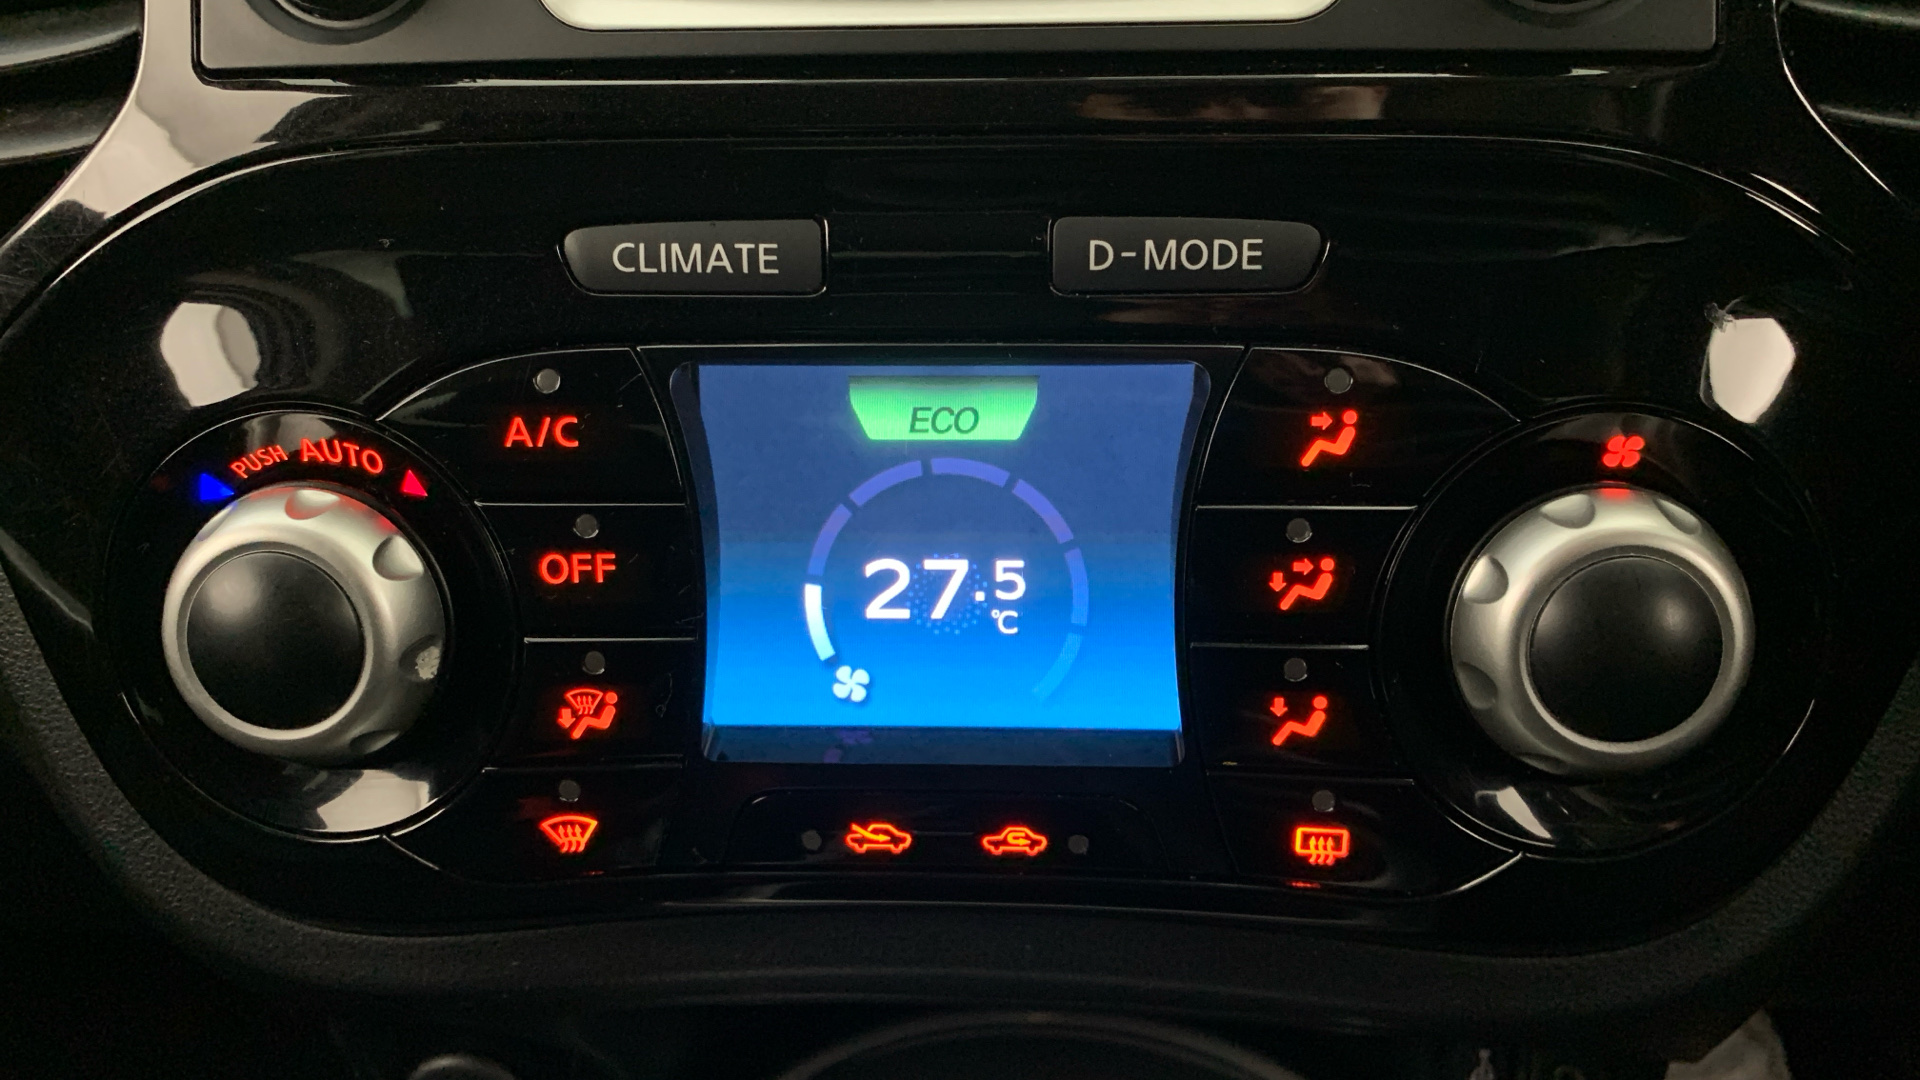 CLIMATE
D-MODE
PUSH AUTO
A/C
ECO
OFF
27.5
°C